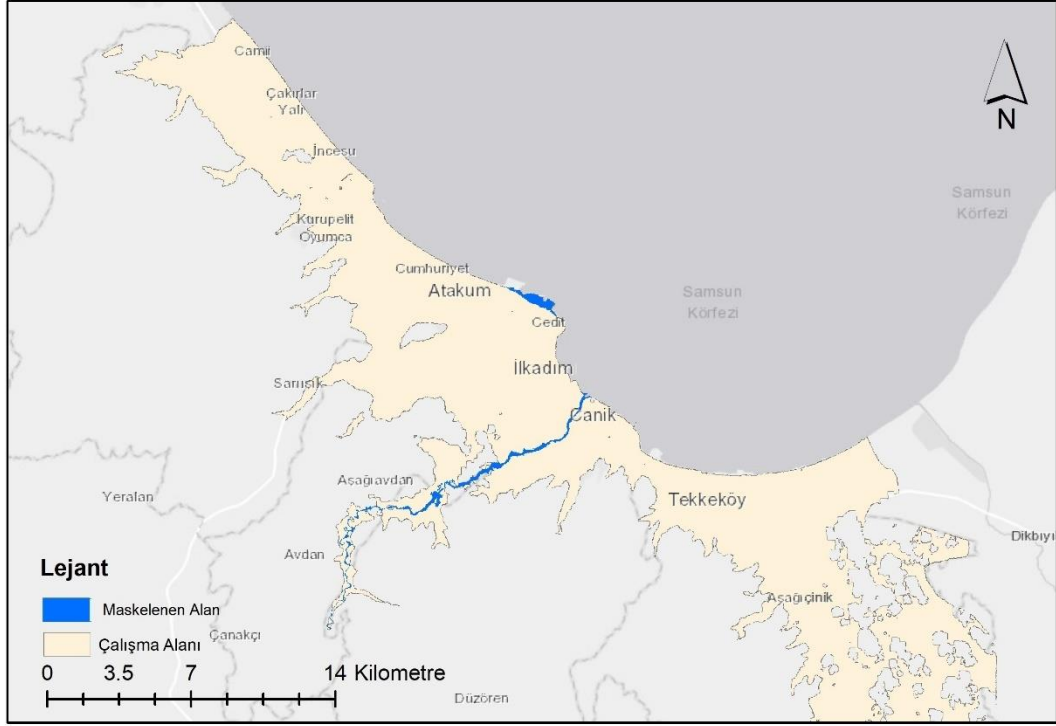 Camii
Çakırlar
Yalı
İncesu
N
Samsun
Körfezi
Kurupelit
Oyumca
Cumhuriyet
Atakum
Samsun
Körfezi
Cedit
İlkadım
Sarıışık
Canik
Aşağıavdan
Yeralan
Tekkeköy
Dikbıyı
Avdan
Lejant
Maskelenen Alan
Çalışma Alanı
Aşağıçinik
Çanakçı
0 3.5 7 14 Kilometre
Düzören